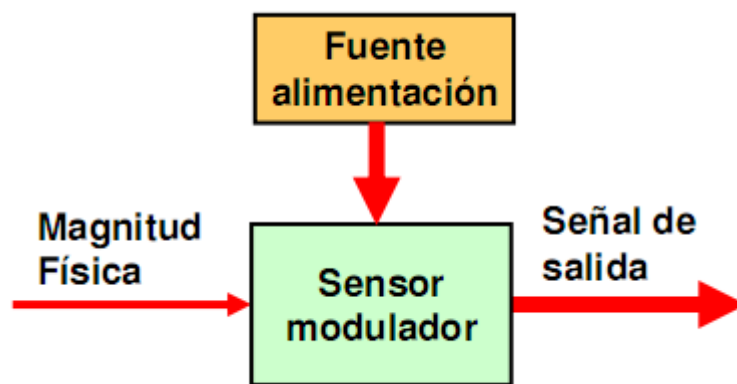 Fuente
alimentación
Magnitud
Física
Sensor
modulador
Señal de
salida